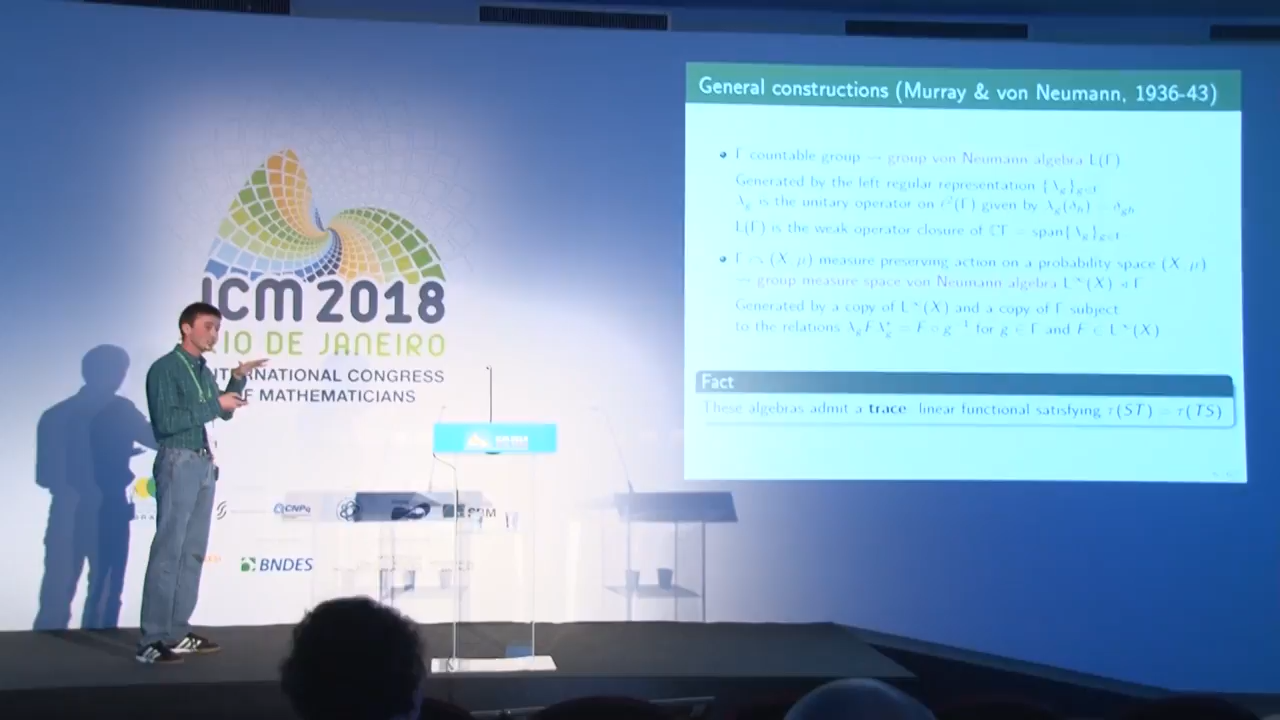 ICM 2018
RIO DE JANEIRO
INTERNATIONAL CONGRESS
OF MATHEMATICIANS
CNPq
BNDES
General constructions (Murray & von Neumann, 1936-43)
• Γ countable group ⇝ group von Neumann algebra L(Γ)
Generated by the left regular representation {λ_g}_{g∈Γ}
λ_g is the unitary operator on ℓ²(Γ) given by λ_g(δ_h) = δ_{gh}
L(Γ) is the weak operator closure of ℂΓ = span{λ_g}_{g∈Γ}
• Γ ↷ (X, μ) measure preserving action on a probability space (X, μ)
⇝ group measure space von Neumann algebra L^∞(X) ⋊ Γ
Generated by a copy of L^∞(X) and a copy of Γ subject
to the relations λ_g F λ_g^* = F ∘ g^{-1} for g ∈ Γ and F ∈ L^∞(X)
Fact
These algebras admit a trace linear functional satisfying τ(ST) = τ(TS)